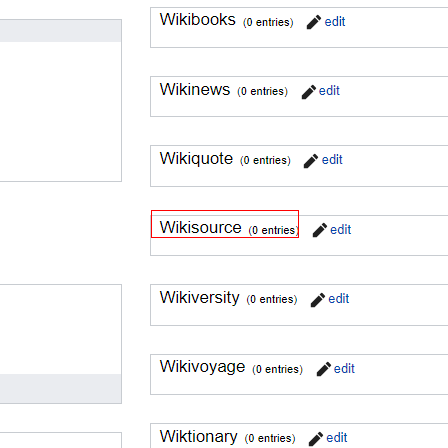 Wikibooks (0 entries) edit
Wikinews (0 entries) edit
Wikiquote (0 entries) edit
Wikisource (0 entries) edit
Wikiversity (0 entries) edit
Wikivoyage (0 entries) edit
Wiktionary (0 entries) edit